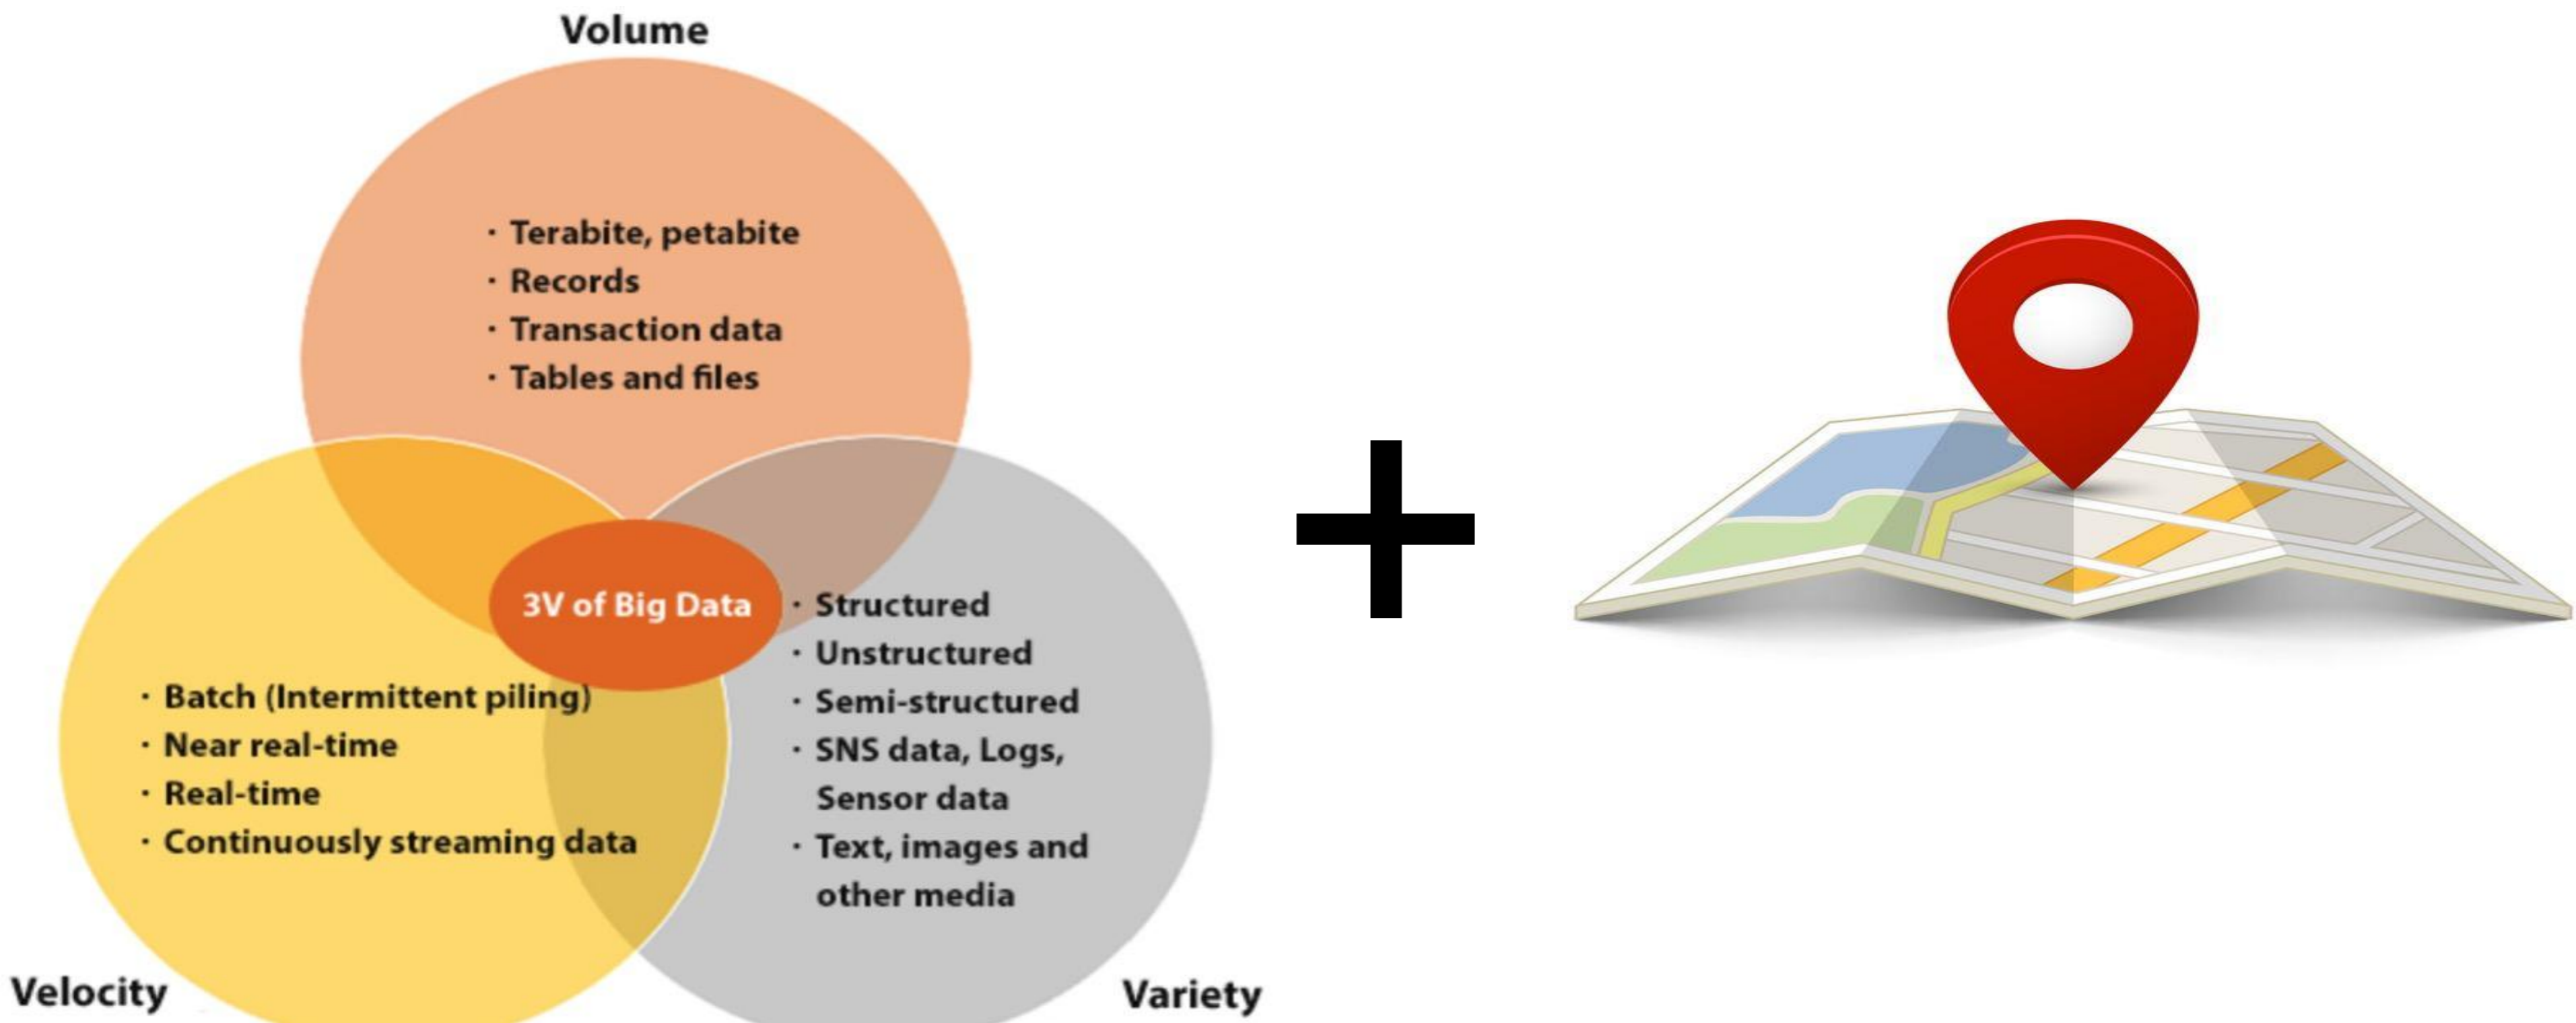 Volume
· Terabite, petabite
· Records
· Transaction data
· Tables and files
3V of Big Data
· Batch (Intermittent piling)
· Near real-time
· Real-time
· Continuously streaming data
Velocity
· Structured
· Unstructured
· Semi-structured
· SNS data, Logs,
Sensor data
· Text, images and
other media
Variety
+